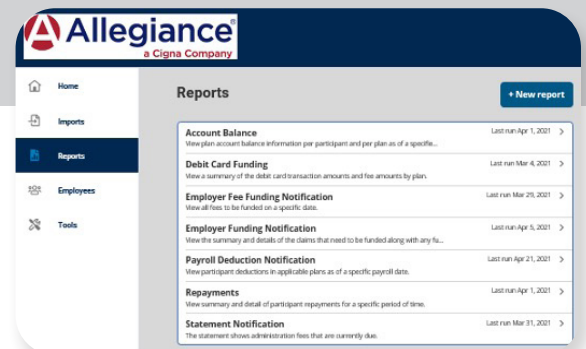 Allegiance®
a Cigna Company
Home
Imports
Reports
Employees
Tools
Reports
+ New report
Account Balance
Last run Apr 1, 2021
View plan account balance information per participant and per plan as of a specifie...
Debit Card Funding
Last run Mar 4, 2021
View a summary of the debit card transaction amounts and fee amounts by plan.
Employer Fee Funding Notification
Last run Mar 29, 2021
View all fees to be funded on a specific date.
Employer Funding Notification
Last run Apr 5, 2021
View the summary and details of the claims that need to be funded along with any fu...
Payroll Deduction Notification
Last run Apr 21, 2021
View participant deductions in applicable plans as of a specific payroll date.
Repayments
Last run Apr 1, 2021
View summary and detail of participant repayments for a specific period of time.
Statement Notification
Last run Mar 31, 2021
The statement shows administration fees that are currently due.